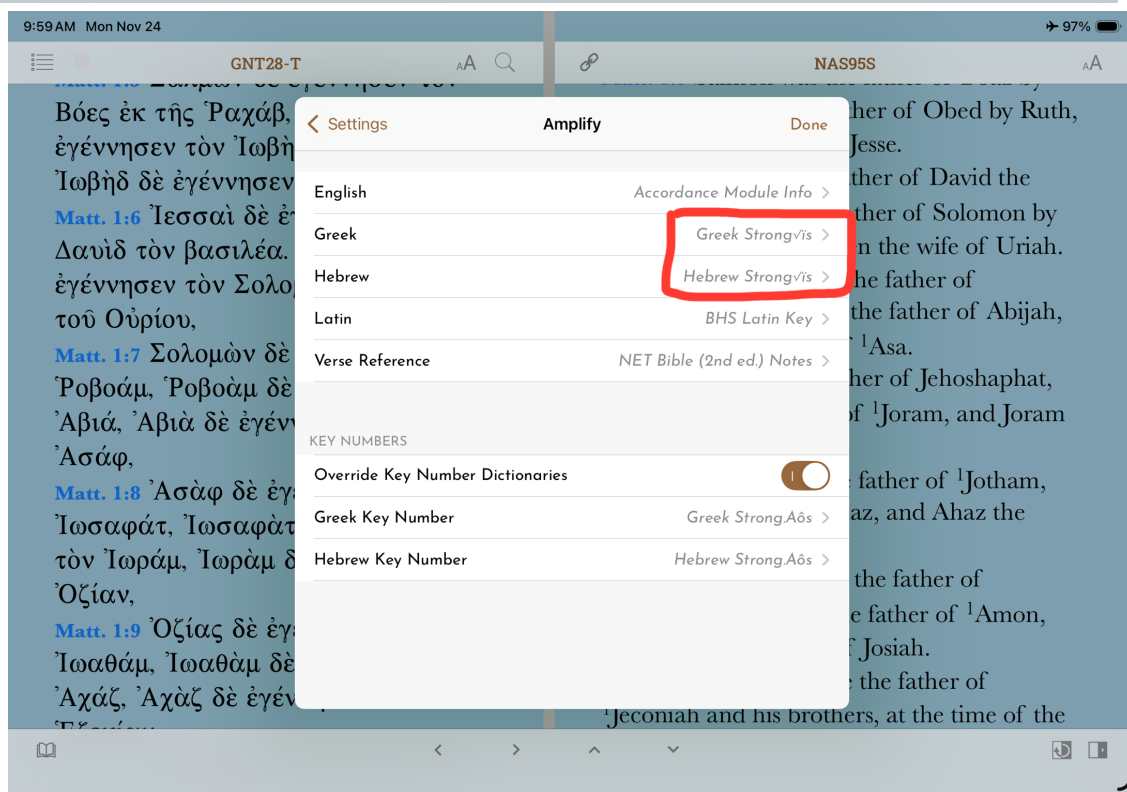 9:59 AM Mon Nov 24
97%
GNT28-T
AA
NAS95S
AA
Βόες ἐκ τῆς Ῥαχάβ,
ἐγέννησεν τὸν Ἰωβὴ
Ἰωβὴδ δὲ ἐγέννησεν
Matt. 1:6 Ἰεσσαὶ δὲ ἐ
Δαυὶδ τὸν βασιλέα.
ἐγέννησεν τὸν Σολο
τοῦ Οὐρίου,
Matt. 1:7 Σολομὼν δὲ
Ῥοβοάμ, Ῥοβοὰμ δὲ
Ἀβιά, Ἀβιὰ δὲ ἐγέν
Ἀσάφ,
Matt. 1:8 Ἀσὰφ δὲ ἐγ
Ἰωσαφάτ, Ἰωσαφὰτ
τὸν Ἰωράμ, Ἰωρὰμ δ
Ὀζίαν,
Matt. 1:9 Ὀζίας δὲ ἐγ
Ἰωαθάμ, Ἰωαθὰμ δὲ
Ἀχάζ, Ἀχὰζ δὲ ἐγέν
Settings
Amplify
Done
English Accordance Module Info
Greek Greek Strong√ïs
Hebrew Hebrew Strong√ïs
Latin BHS Latin Key
Verse Reference NET Bible (2nd ed.) Notes
KEY NUMBERS
Override Key Number Dictionaries
Greek Key Number Greek Strong‚Äôs
Hebrew Key Number Hebrew Strong‚Äôs
ther of Obed by Ruth,
Jesse.
ther of David the
ther of Solomon by
n the wife of Uriah.
he father of
the father of Abijah,
1Asa.
her of Jehoshaphat,
of 1Joram, and Joram
father of 1Jotham,
az, and Ahaz the
the father of
e father of 1Amon,
f Josiah.
the father of
1Jeconiah and his brothers, at the time of the